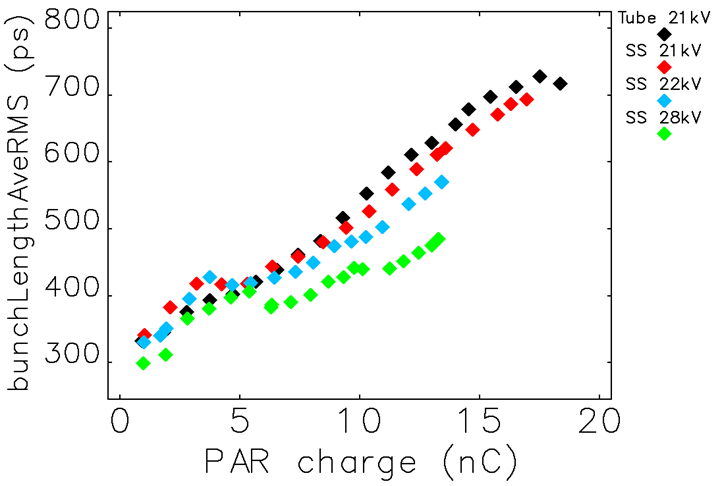 800
700
600
500
400
300
bunchLengthAveRMS (ps)
0 5 10 15 20
PAR charge (nC)
Tube 21kV
SS 21kV
SS 22kV
SS 28kV